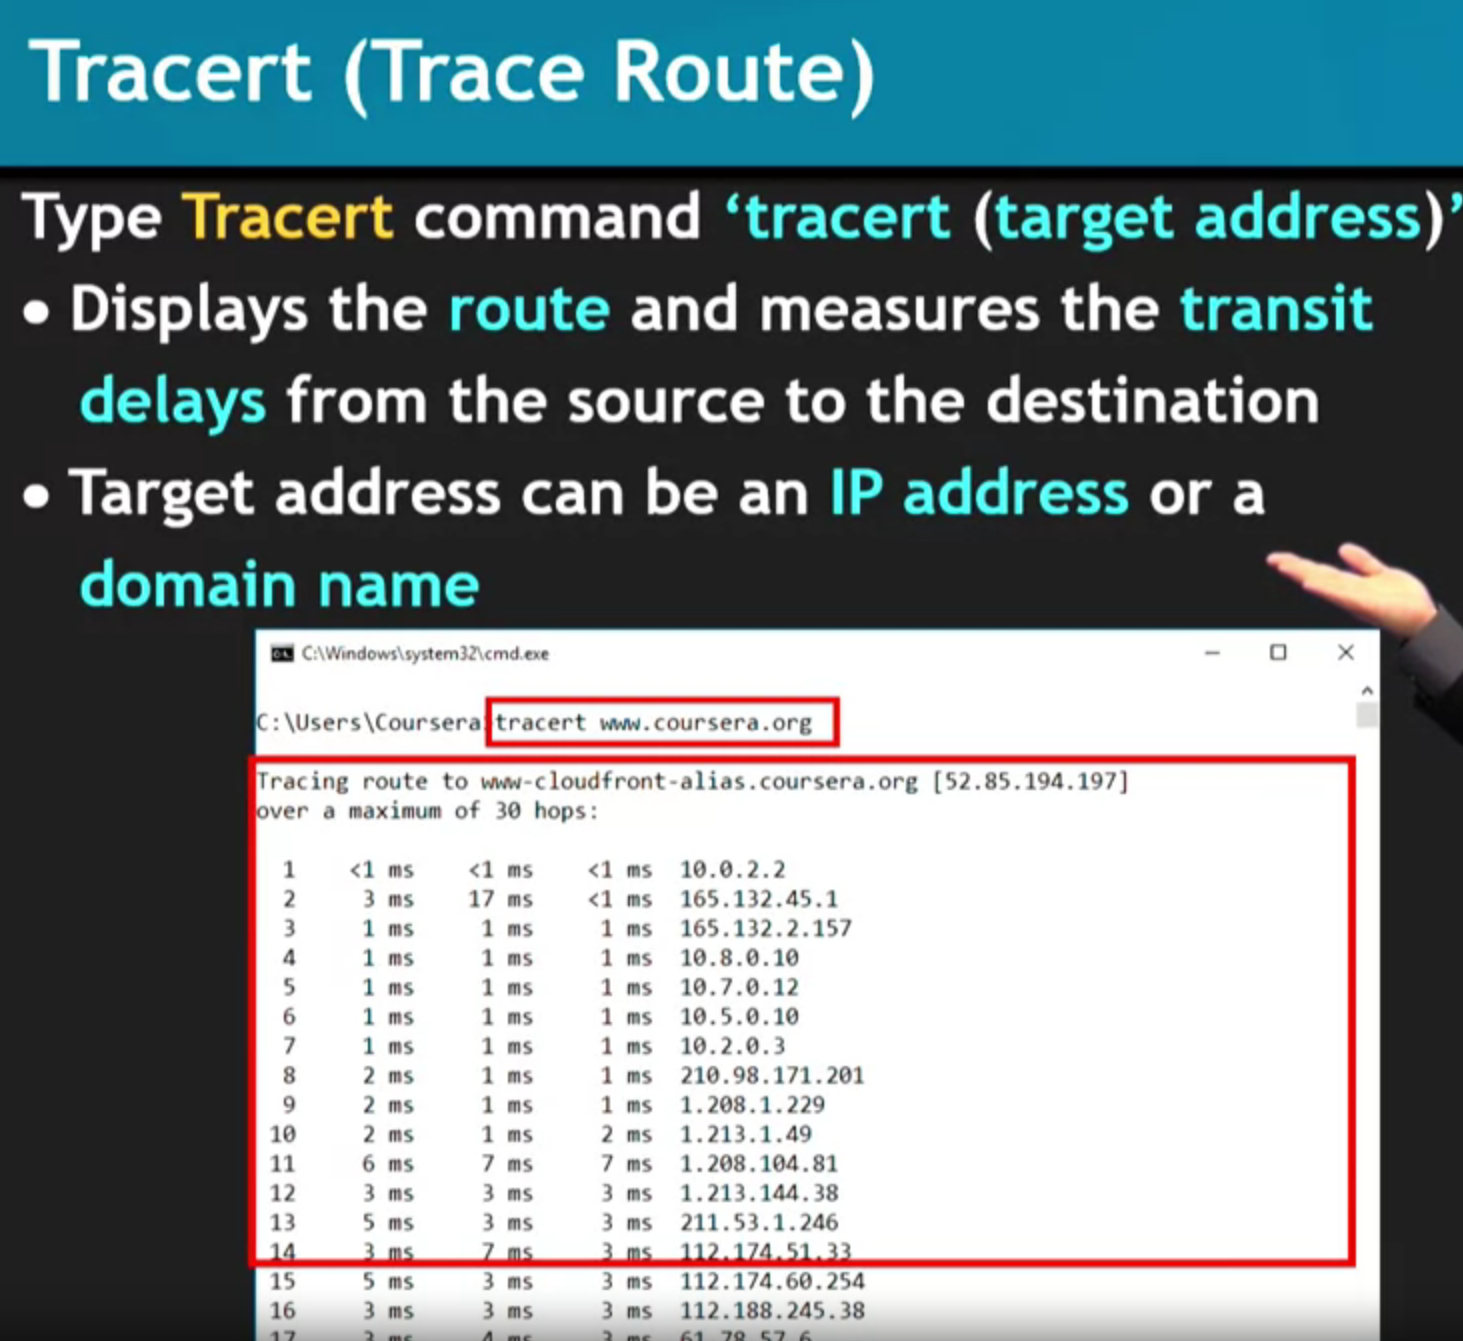 Tracert (Trace Route)
Type Tracert command ‘tracert (target address)’
• Displays the route and measures the transit
delays from the source to the destination
• Target address can be an IP address or a
domain name
C:\Windows\system32\cmd.exe
C:\Users\Coursera tracert www.coursera.org
Tracing route to www-cloudfront-alias.coursera.org [52.85.194.197]
over a maximum of 30 hops:
1 <1 ms <1 ms <1 ms 10.0.2.2
2 3 ms 17 ms <1 ms 165.132.45.1
3 1 ms 1 ms 1 ms 165.132.2.157
4 1 ms 1 ms 1 ms 10.8.0.10
5 1 ms 1 ms 1 ms 10.7.0.12
6 1 ms 1 ms 1 ms 10.5.0.10
7 1 ms 1 ms 1 ms 10.2.0.3
8 2 ms 1 ms 1 ms 210.98.171.201
9 2 ms 1 ms 1 ms 1.208.1.229
10 2 ms 1 ms 2 ms 1.213.1.49
11 6 ms 7 ms 7 ms 1.208.104.81
12 3 ms 3 ms 3 ms 1.213.144.38
13 5 ms 3 ms 3 ms 211.53.1.246
14 3 ms 7 ms 3 ms 112.174.51.33
15 5 ms 3 ms 3 ms 112.174.60.254
16 3 ms 3 ms 3 ms 112.188.245.38
17 3 ms 4 ms 3 ms 61.78.57.6